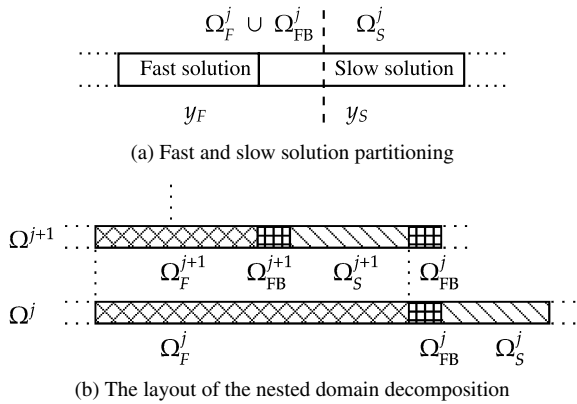 Ω_F^j ∪ Ω_FB^j Ω_S^j
Fast solution Slow solution
y_F y_S
(a) Fast and slow solution partitioning
Ω^{j+1}
Ω_F^{j+1} Ω_FB^{j+1} Ω_S^{j+1} Ω_FB^j
Ω^j
Ω_F^j Ω_FB^j Ω_S^j
(b) The layout of the nested domain decomposition